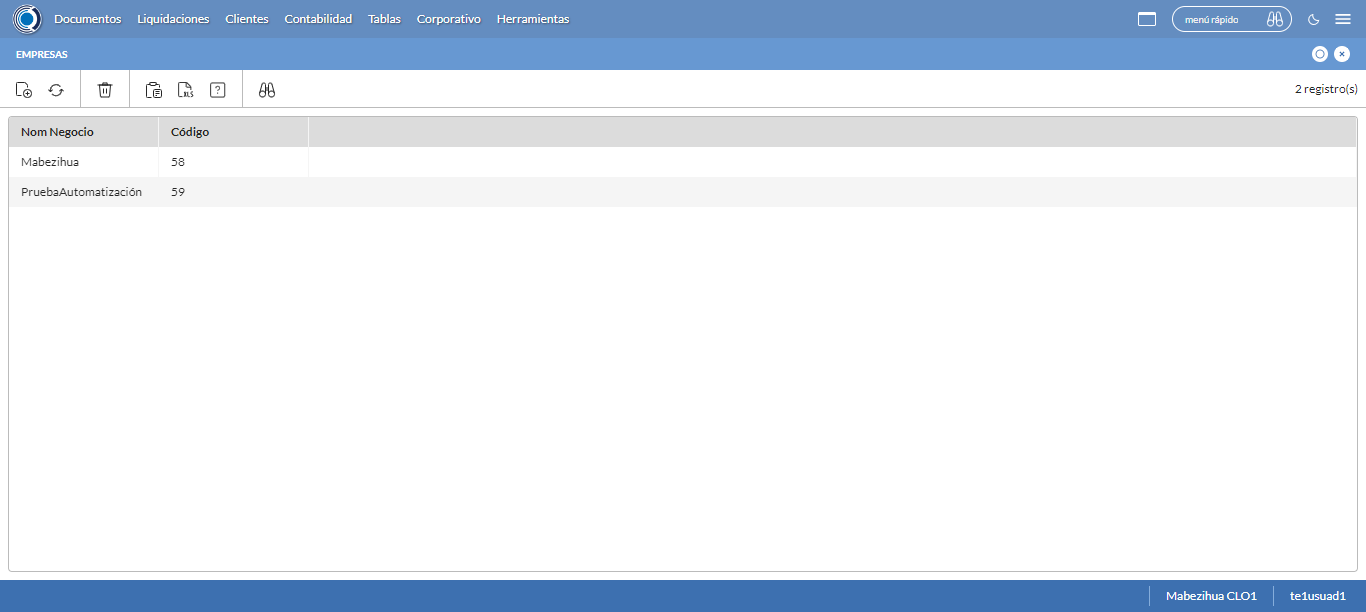 Documentos Liquidaciones Clientes Contabilidad Tablas Corporativo Herramientas menú rápido
EMPRESAS
XLS ? 2 registro(s)
Nom Negocio Código
Mabezihua 58
PruebaAutomatización 59
Mabezihua CLO1 te1usuad1